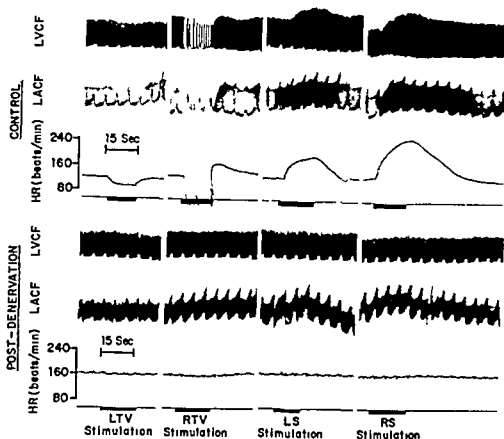 CONTROL
LVCF
LACF
HR (beats/min)
240
160
80
15 Sec
POST-DENERVATION
LVCF
LACF
HR (beats/min)
240
160
80
15 Sec
LTV Stimulation
RTV Stimulation
LS Stimulation
RS Stimulation